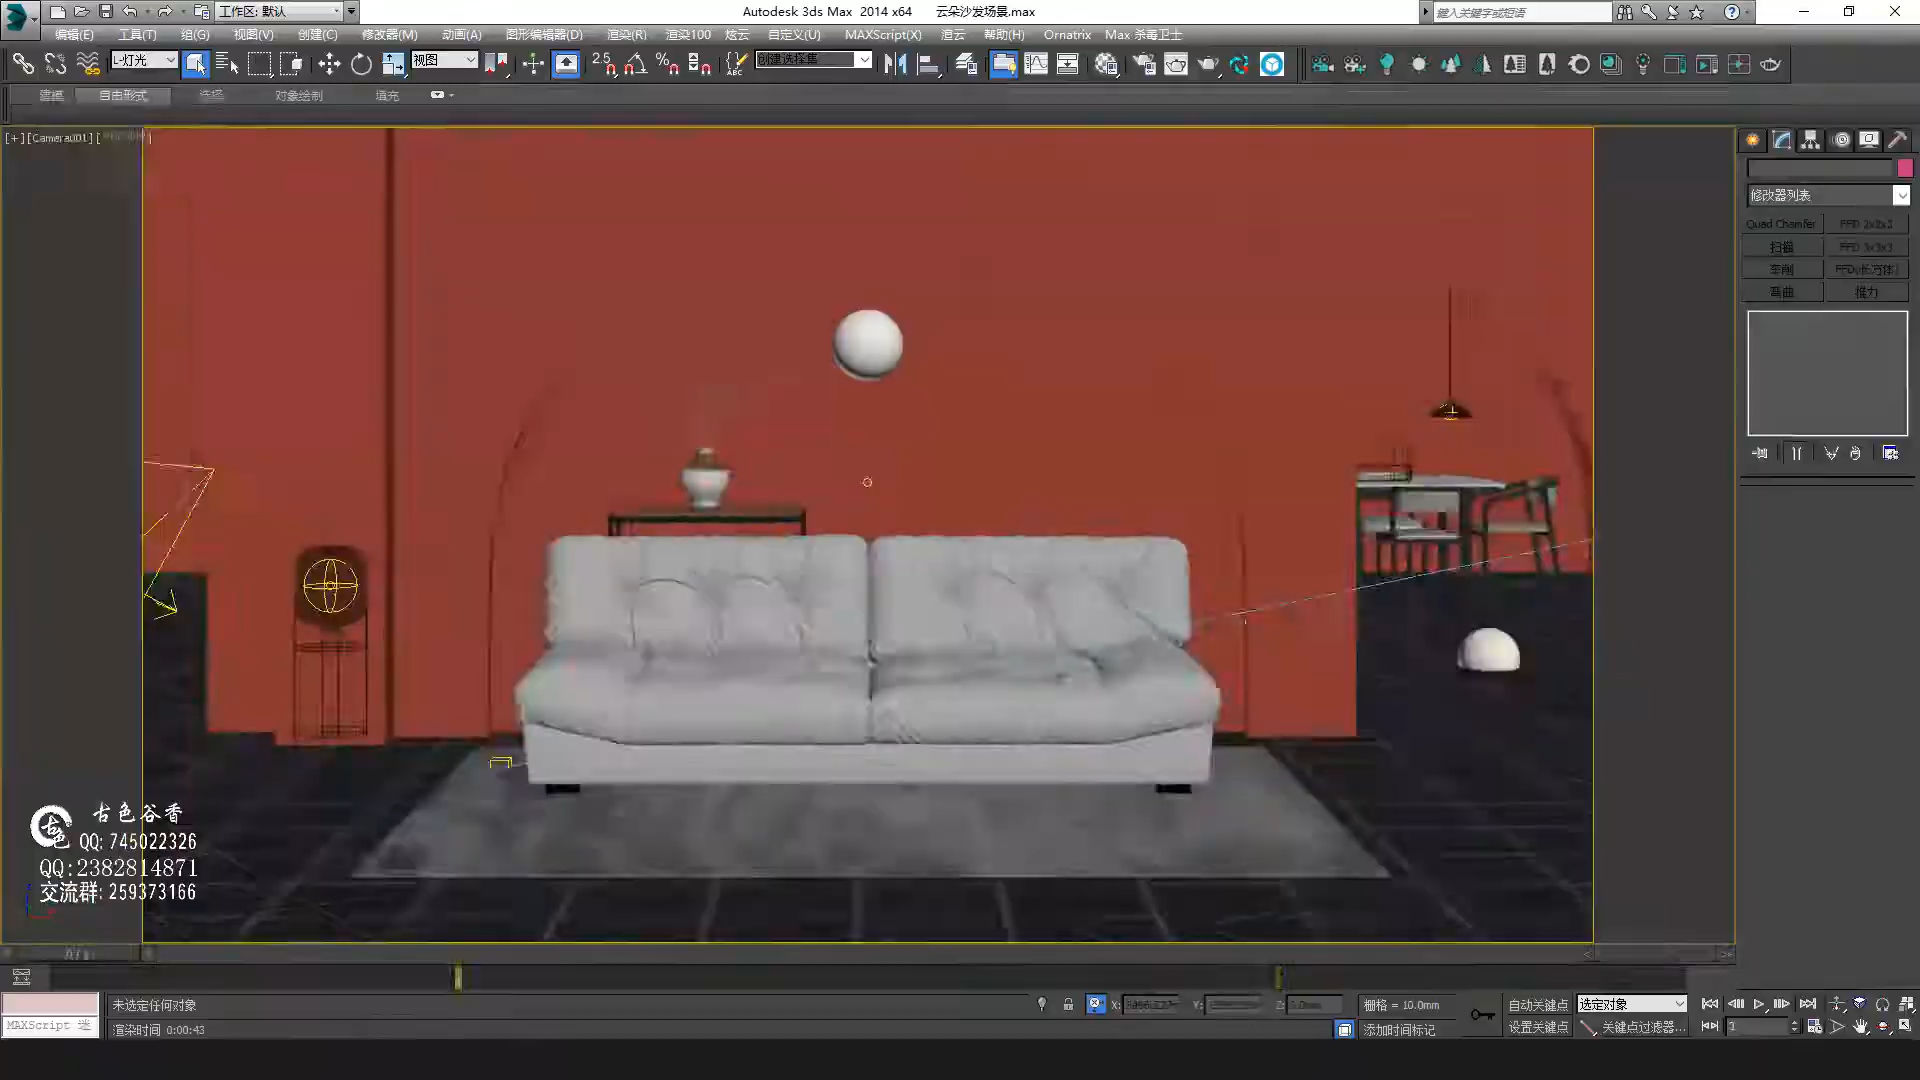 工作区: 默认
Autodesk 3ds Max 2014 x64 云朵沙发场景.max
键入关键字或短语
编辑(E) 工具(T) 组(G) 视图(V) 创建(C) 修改器(M) 动画(A) 图形编辑器(D) 渲染(R) 渲染100 炫云 自定义(U) MAXScript(X) 渲云 帮助(H) Ornatrix Max 杀毒卫士
L-灯光
视图
2.5
创建选择集
建模 自由形式 选择 对象绘制 填充
[+][Camera001][
修改器列表
Quad Chamfer FFD 2x2x2
扫描 FFD 3x3x3
车削 FFD(长方体)
弯曲 推力
古色谷香
古色
QQ: 745022326
QQ:2382814871
交流群: 259373166
未选定任何对象
X: Y: Z: 栅格 = 10.0mm
自动关键点 选定对象
MAXScript 迷
渲染时间 0:00:43
添加时间标记
设置关键点 关键点过滤器...